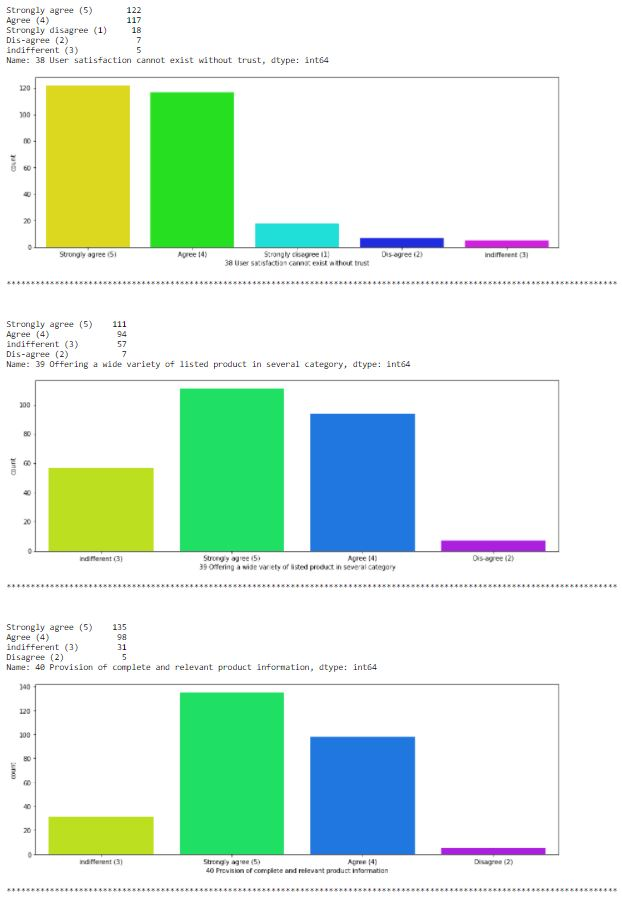 Strongly agree (5) 122
Agree (4) 117
Strongly disagree (1) 18
Dis-agree (2) 7
indifferent (3) 5
Name: 38 User satisfaction cannot exist without trust, dtype: int64
120
100
80
60
40
20
0
count
Strongly agree (5) Agree (4) Strongly disagree (1) Dis-agree (2) indifferent (3)
38 User satisfaction cannot exist without trust
Strongly agree (5) 111
Agree (4) 94
indifferent (3) 57
Dis-agree (2) 7
Name: 39 Offering a wide variety of listed product in several category, dtype: int64
100
80
60
40
20
0
count
indifferent (3) Strongly agree (5) Agree (4) Dis-agree (2)
39 Offering a wide variety of listed product in several category
Strongly agree (5) 135
Agree (4) 98
indifferent (3) 31
Disagree (2) 5
Name: 40 Provision of complete and relevant product information, dtype: int64
140
120
100
80
60
40
20
0
count
indifferent (3) Strongly agree (5) Agree (4) Disagree (2)
40 Provision of complete and relevant product information